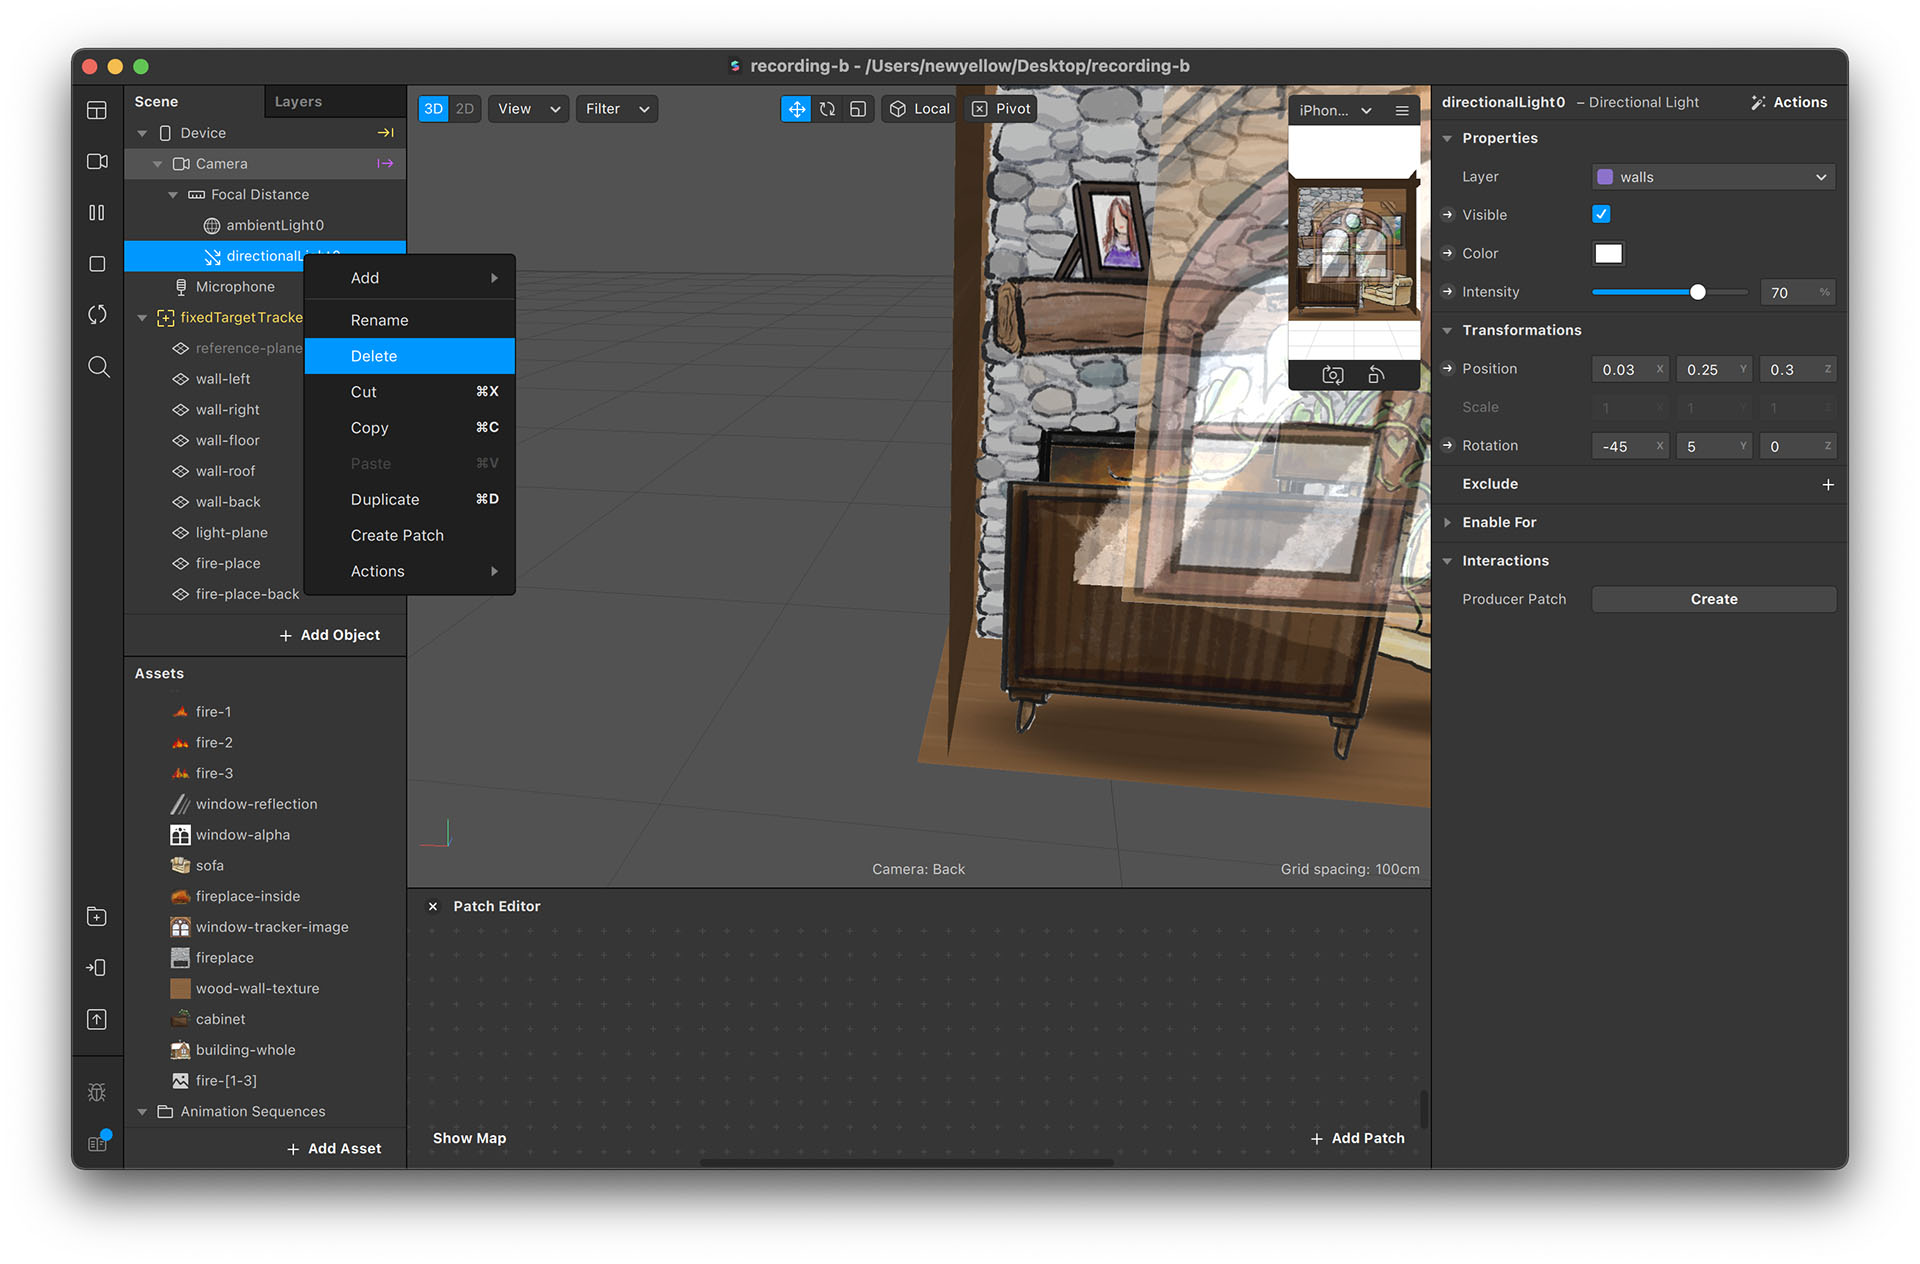 recording-b - /Users/newyellow/Desktop/recording-b
Scene
Layers
Device
Camera
Focal Distance
ambientLight0
Microphone
reference-plane
wall-left
wall-right
wall-floor
wall-roof
wall-back
light-plane
fire-place
fire-place-back
+ Add Object
Add
Rename
Delete
Cut ⌘X
Copy ⌘C
Paste ⌘V
Duplicate ⌘D
Create Patch
Actions
Assets
fire-1
fire-2
fire-3
window-reflection
window-alpha
sofa
fireplace-inside
window-tracker-image
fireplace
wood-wall-texture
cabinet
building-whole
fire-[1-3]
Animation Sequences
+ Add Asset
3D 2D View Filter Local Pivot
iPhon...
Camera: Back
Grid spacing: 100cm
Patch Editor
Show Map
+ Add Patch
directionalLight0 – Directional Light Actions
Properties
Layer walls
Visible
Color
Intensity 70 %
Transformations
Position 0.03 X 0.25 Y 0.3 Z
Scale 1 X 1 Y 1 Z
Rotation -45 X 5 Y 0 Z
Exclude +
Enable For
Interactions
Producer Patch Create